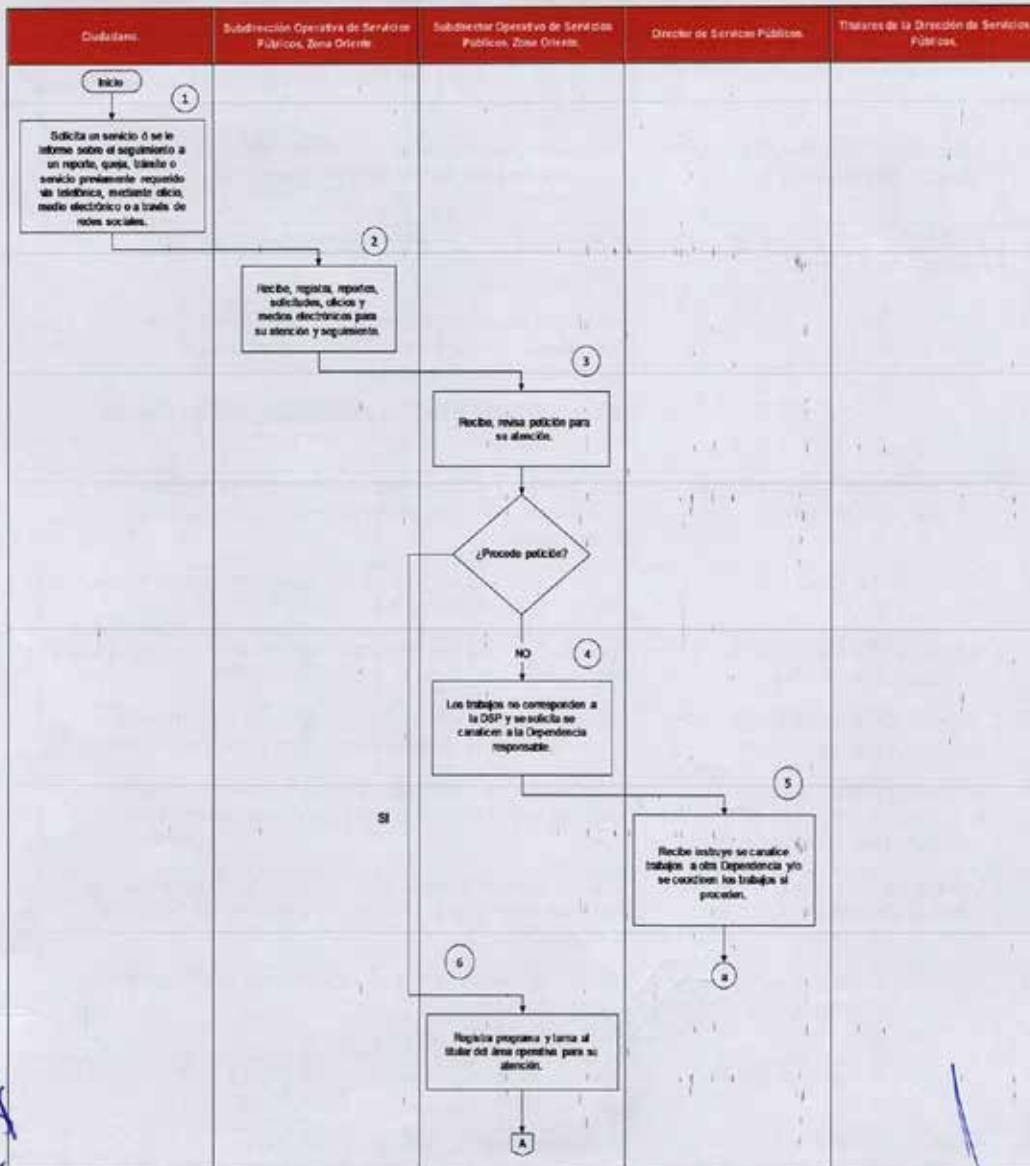 Ciudadano.
Subdirección Operativa de Servicios
Públicos, Zona Oriente.
Subdirector Operativo de Servicios
Públicos, Zona Oriente.
Director de Servicios Públicos.
Titulares de la Dirección de Servicios
Públicos.
Inicio
1
Solicita un servicio ó se le
informe sobre el seguimiento a
un reporte, queja, trámite o
servicio previamente requerido
vía telefónica, mediante oficio,
medio electrónico o a través de
redes sociales.
2
Recibe, registra, reportes,
solicitudes, oficios y
medios electrónicos para
su atención y seguimiento.
3
Recibe, revisa petición para
su atención.
¿Procede petición?
NO
4
Los trabajos no corresponden a
la DSP y se solicita se
canalicen a la Dependencia
responsable.
5
SI
Recibe instruye se canalice
trabajos a otra Dependencia y/o
se coordinen los trabajos si
proceden.
a
6
Registra programa y turna al
titular del área operativa para su
atención.
A